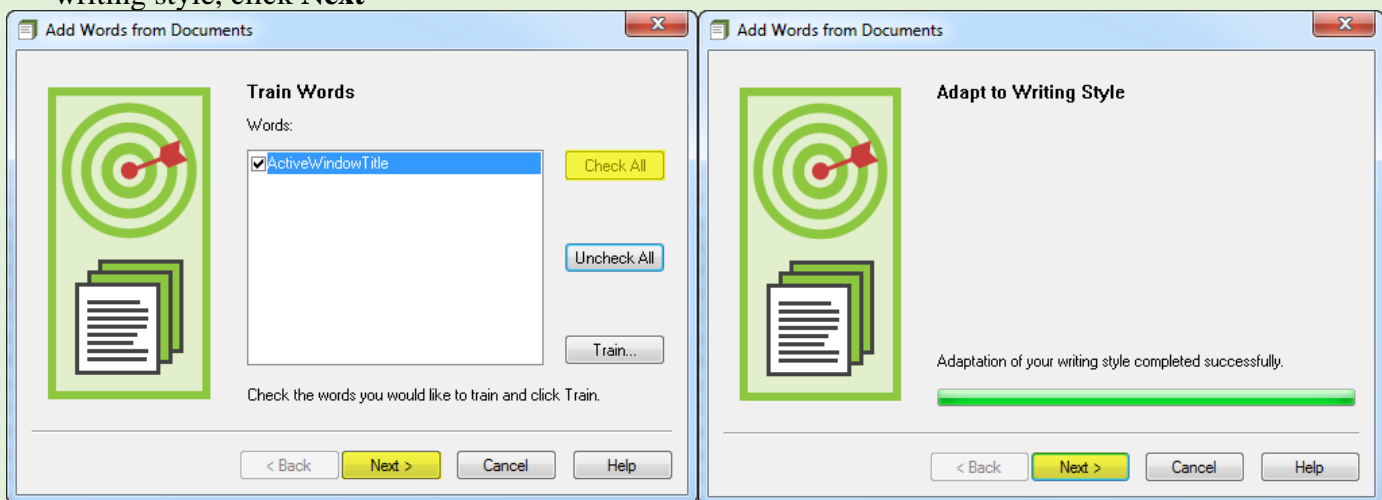 writing style, click Next
Add Words from Documents
Train Words
Words:
ActiveWindowTitle
Check All
Uncheck All
Train...
Check the words you would like to train and click Train.
< Back Next > Cancel Help
Add Words from Documents
Adapt to Writing Style
Adaptation of your writing style completed successfully.
< Back Next > Cancel Help